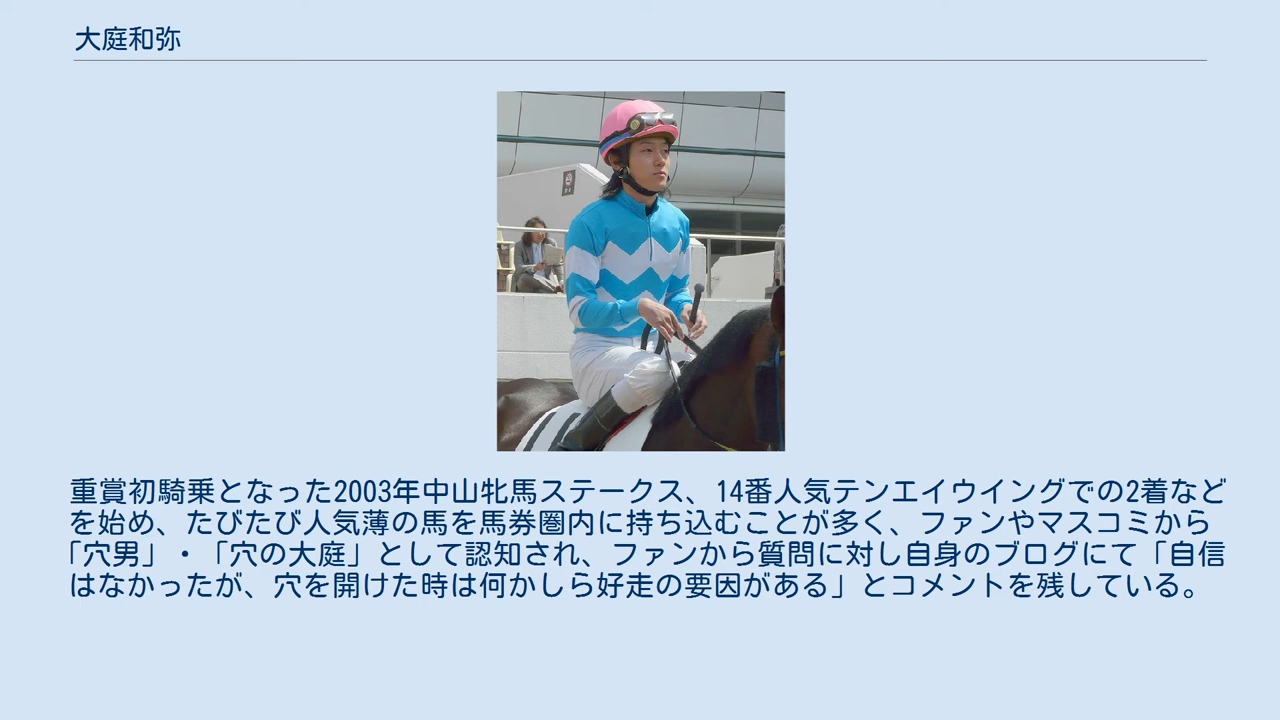 大庭和弥
重賞初騎乗となった2003年中山牝馬ステークス、14番人気テンエイウイングでの2着など
を始め、たびたび人気薄の馬を馬券圏内に持ち込むことが多く、ファンやマスコミから
「穴男」・「穴の大庭」として認知され、ファンから質問に対し自身のブログにて「自信
はなかったが、穴を開けた時は何かしら好走の要因がある」とコメントを残している。